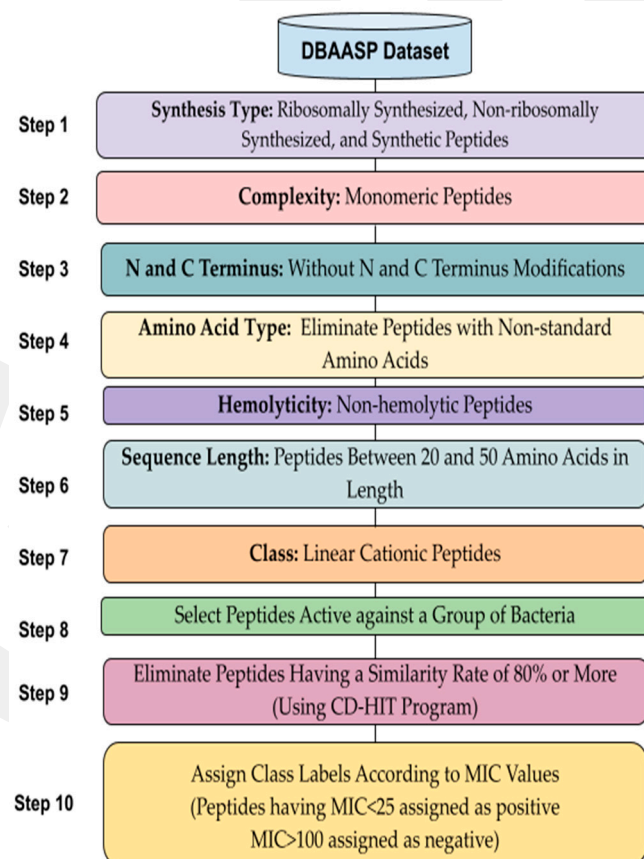 DBAASP Dataset
Step 1
Synthesis Type: Ribosomally Synthesized, Non-ribosomally
Synthesized, and Synthetic Peptides
Step 2
Complexity: Monomeric Peptides
Step 3
N and C Terminus: Without N and C Terminus Modifications
Step 4
Amino Acid Type: Eliminate Peptides with Non-standard
Amino Acids
Step 5
Hemolyticity: Non-hemolytic Peptides
Step 6
Sequence Length: Peptides Between 20 and 50 Amino Acids in
Length
Step 7
Class: Linear Cationic Peptides
Step 8
Select Peptides Active against a Group of Bacteria
Step 9
Eliminate Peptides Having a Similarity Rate of 80% or More
(Using CD-HIT Program)
Step 10
Assign Class Labels According to MIC Values
(Peptides having MIC<25 assigned as positive
MIC>100 assigned as negative)